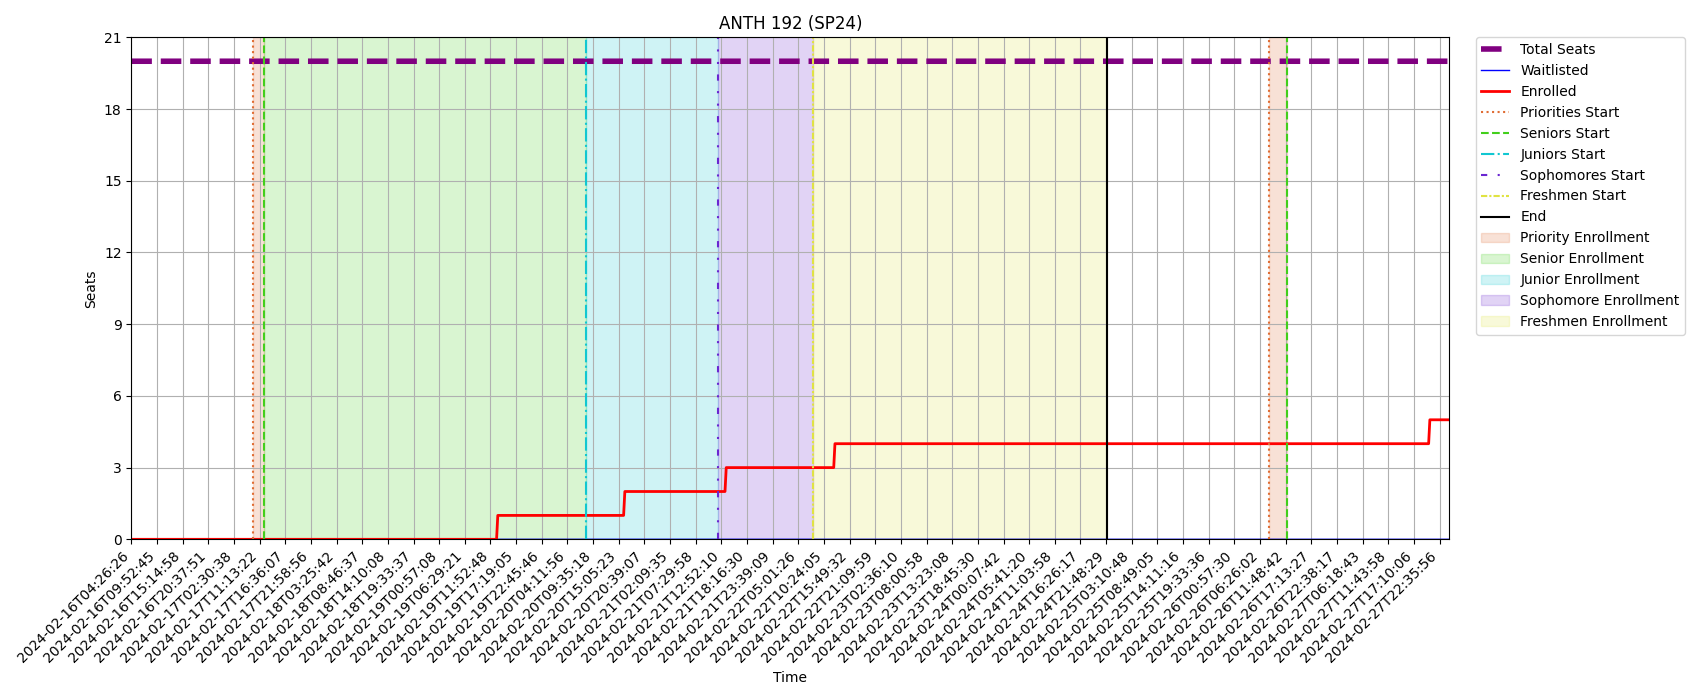 ANTH 192 (SP24)
21
18
15
12
9
6
3
0
Seats
2024-02-16T04:26:26
2024-02-16T09:52:45
2024-02-16T15:14:58
2024-02-16T20:37:51
2024-02-17T02:30:38
2024-02-17T11:13:22
2024-02-17T16:36:07
2024-02-17T21:58:56
2024-02-18T03:25:42
2024-02-18T08:46:37
2024-02-18T14:10:08
2024-02-18T19:33:37
2024-02-19T00:57:08
2024-02-19T06:29:21
2024-02-19T11:52:48
2024-02-19T17:19:05
2024-02-19T22:45:46
2024-02-20T04:11:56
2024-02-20T09:35:18
2024-02-20T15:05:23
2024-02-20T20:39:07
2024-02-21T02:09:35
2024-02-21T07:29:58
2024-02-21T12:52:10
2024-02-21T18:16:30
2024-02-21T23:39:09
2024-02-22T05:01:26
2024-02-22T10:24:05
2024-02-22T15:49:32
2024-02-22T21:09:59
2024-02-23T02:36:10
2024-02-23T08:00:58
2024-02-23T13:23:08
2024-02-23T18:45:30
2024-02-24T00:07:42
2024-02-24T05:41:20
2024-02-24T11:03:58
2024-02-24T16:26:17
2024-02-24T21:48:29
2024-02-25T03:10:48
2024-02-25T08:49:05
2024-02-25T14:11:16
2024-02-25T19:33:36
2024-02-26T00:57:30
2024-02-26T06:26:02
2024-02-26T11:48:42
2024-02-26T17:13:27
2024-02-26T22:38:17
2024-02-27T06:18:43
2024-02-27T11:43:58
2024-02-27T17:10:06
2024-02-27T22:35:56
Time
Total Seats
Waitlisted
Enrolled
Priorities Start
Seniors Start
Juniors Start
Sophomores Start
Freshmen Start
End
Priority Enrollment
Senior Enrollment
Junior Enrollment
Sophomore Enrollment
Freshmen Enrollment